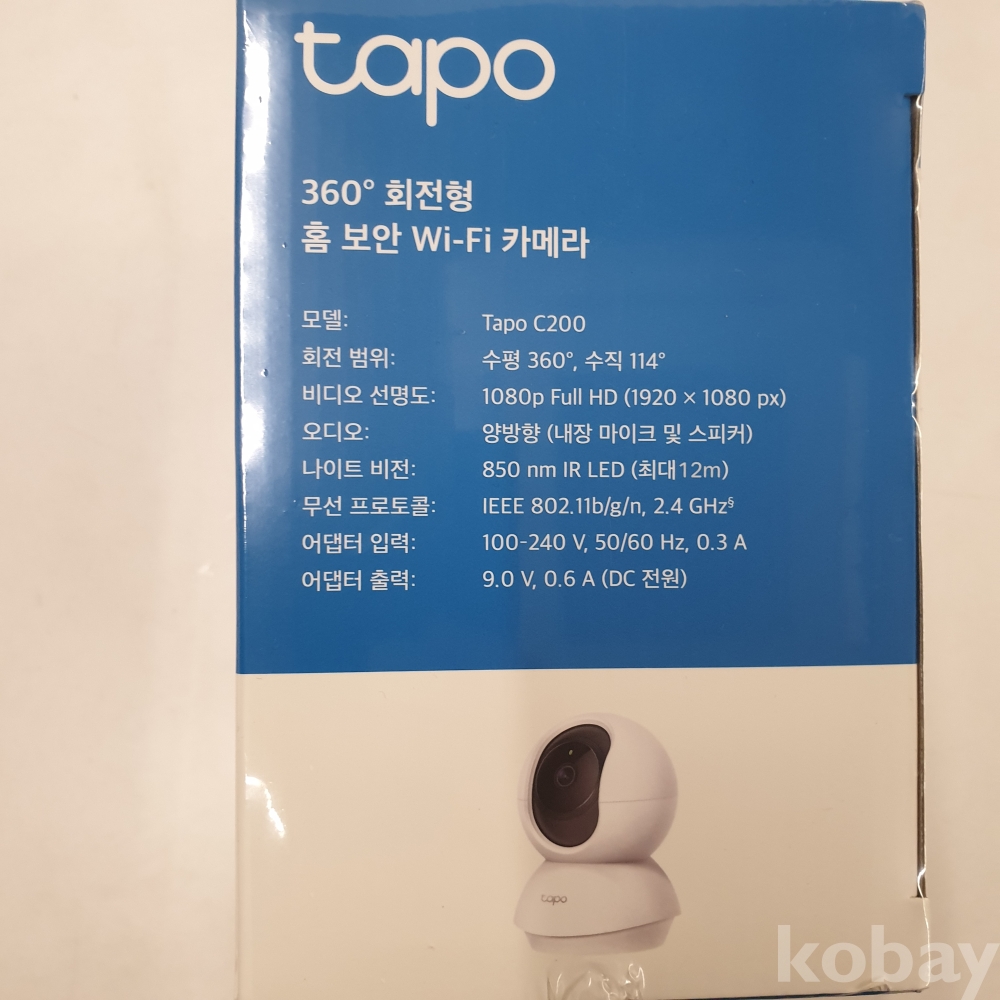 tapo
360° 회전형
홈 보안 Wi-Fi 카메라
모델: Tapo C200
회전 범위: 수평 360°, 수직 114°
비디오 선명도: 1080p Full HD (1920 × 1080 px)
오디오: 양방향 (내장 마이크 및 스피커)
나이트 비전: 850 nm IR LED (최대12m)
무선 프로토콜: IEEE 802.11b/g/n, 2.4 GHz§
어댑터 입력: 100-240 V, 50/60 Hz, 0.3 A
어댑터 출력: 9.0 V, 0.6 A (DC 전원)
tapo
kobay